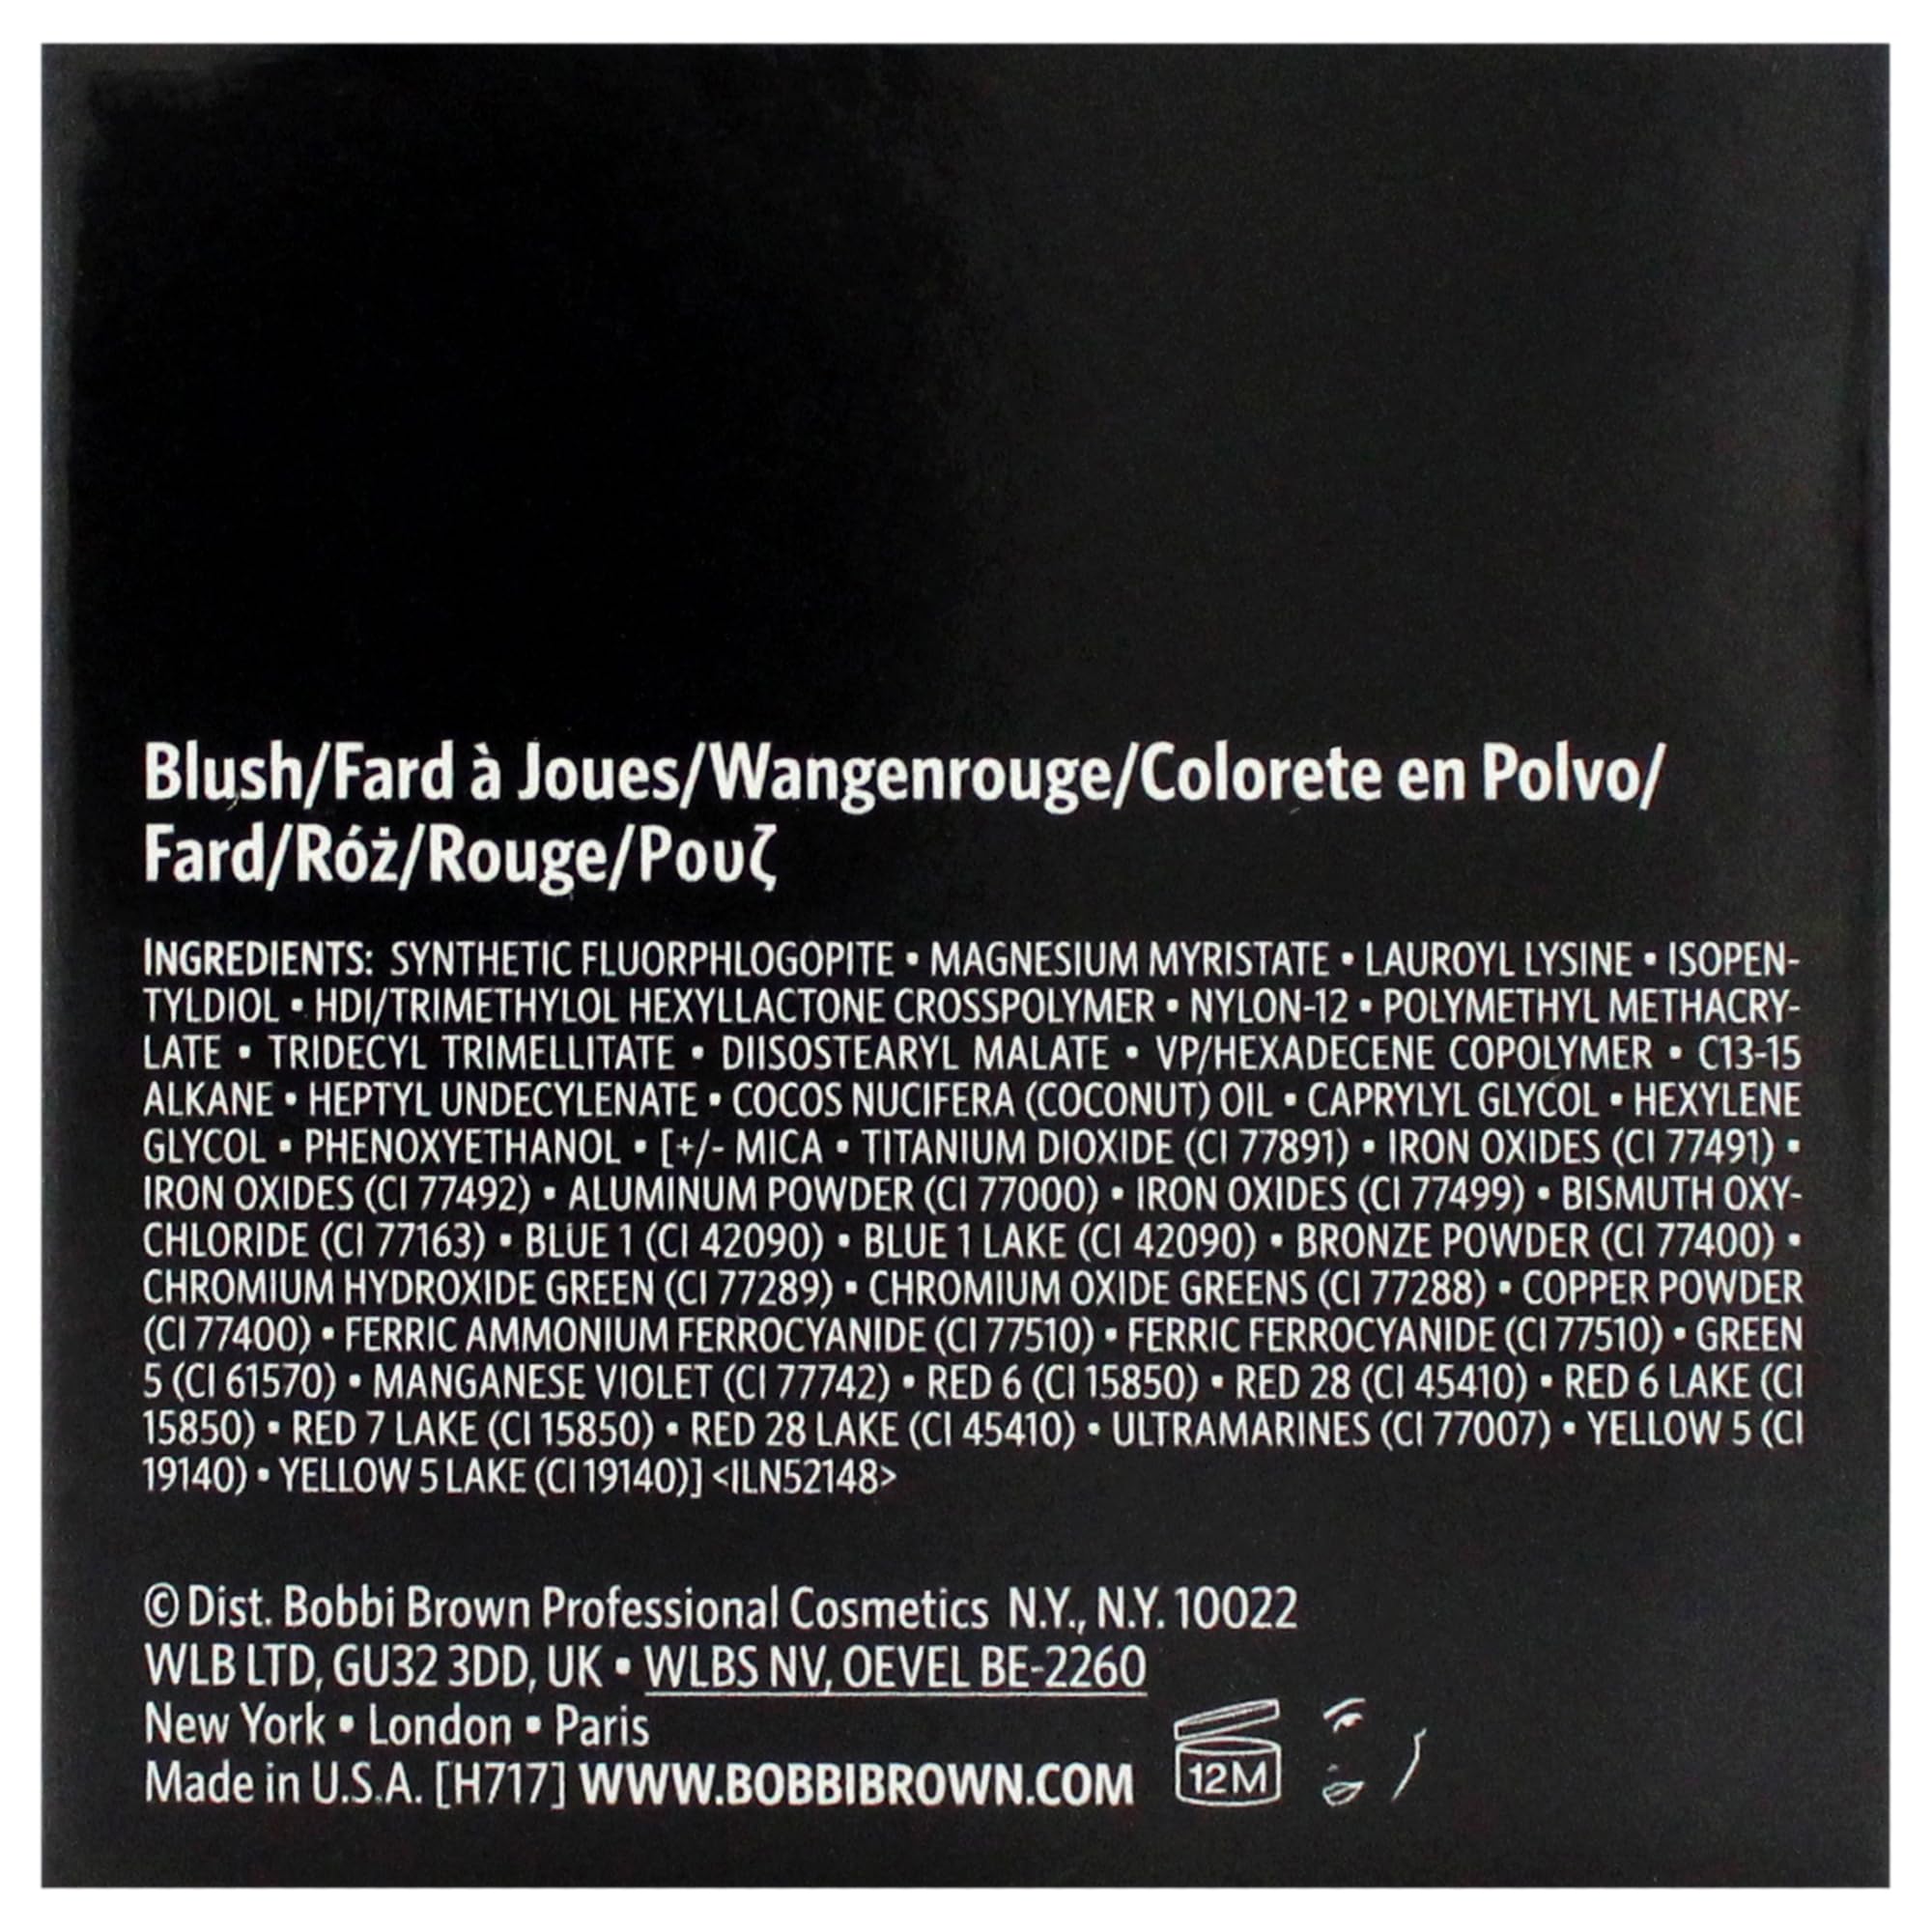 Blush/Fard à Joues/Wangenrouge/Colorete en Polvo/
Fard/Róż/Rouge/Ρουζ
INGREDIENTS: SYNTHETIC FLUORPHLOGOPITE • MAGNESIUM MYRISTATE • LAUROYL LYSINE • ISOPEN-
TYLDIOL • HDI/TRIMETHYLOL HEXYLLACTONE CROSSPOLYMER • NYLON-12 • POLYMETHYL METHACRY-
LATE • TRIDECYL TRIMELLITATE • DIISOSTEARYL MALATE • VP/HEXADECENE COPOLYMER • C13-15
ALKANE • HEPTYL UNDECYLENATE • COCOS NUCIFERA (COCONUT) OIL • CAPRYLYL GLYCOL • HEXYLENE
GLYCOL • PHENOXYETHANOL • [+/- MICA • TITANIUM DIOXIDE (CI 77891) • IRON OXIDES (CI 77491) •
IRON OXIDES (CI 77492) • ALUMINUM POWDER (CI 77000) • IRON OXIDES (CI 77499) • BISMUTH OXY-
CHLORIDE (CI 77163) • BLUE 1 (CI 42090) • BLUE 1 LAKE (CI 42090) • BRONZE POWDER (CI 77400) •
CHROMIUM HYDROXIDE GREEN (CI 77289) • CHROMIUM OXIDE GREENS (CI 77288) • COPPER POWDER
(CI 77400) • FERRIC AMMONIUM FERROCYANIDE (CI 77510) • FERRIC FERROCYANIDE (CI 77510) • GREEN
5 (CI 61570) • MANGANESE VIOLET (CI 77742) • RED 6 (CI 15850) • RED 28 (CI 45410) • RED 6 LAKE (CI
15850) • RED 7 LAKE (CI 15850) • RED 28 LAKE (CI 45410) • ULTRAMARINES (CI 77007) • YELLOW 5 (CI
19140) • YELLOW 5 LAKE (CI 19140)] <ILN52148>
© Dist. Bobbi Brown Professional Cosmetics N.Y., N.Y. 10022
WLB LTD, GU32 3DD, UK • WLBS NV, OEVEL BE-2260
New York • London • Paris
Made in U.S.A. [H717] WWW.BOBBIBROWN.COM
12M